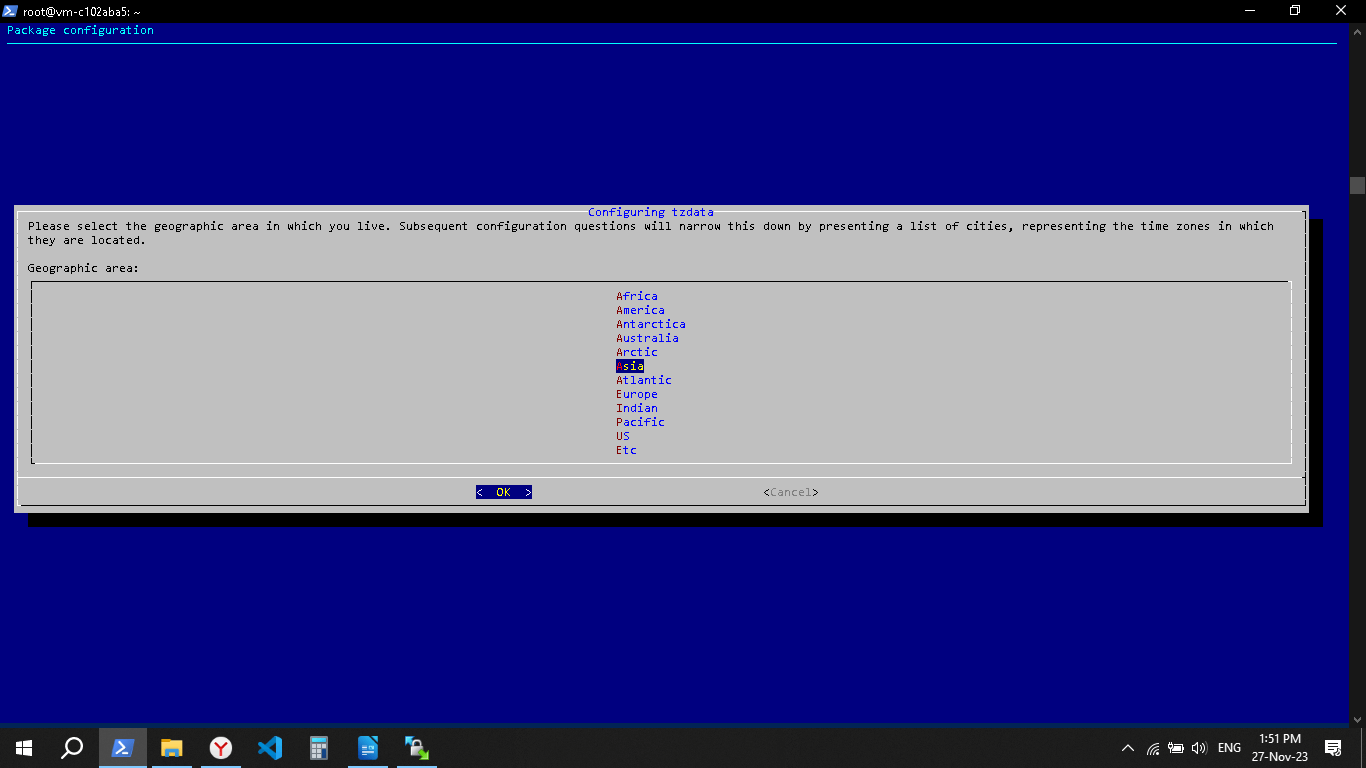 root@vm-c102aba5: ~
Package configuration
Configuring tzdata
Please select the geographic area in which you live. Subsequent configuration questions will narrow this down by presenting a list of cities, representing the time zones in which
they are located.
Geographic area:
Africa
America
Antarctica
Australia
Arctic
Asia
Atlantic
Europe
Indian
Pacific
US
Etc
< OK >
<Cancel>
ENG
1:51 PM
27-Nov-23